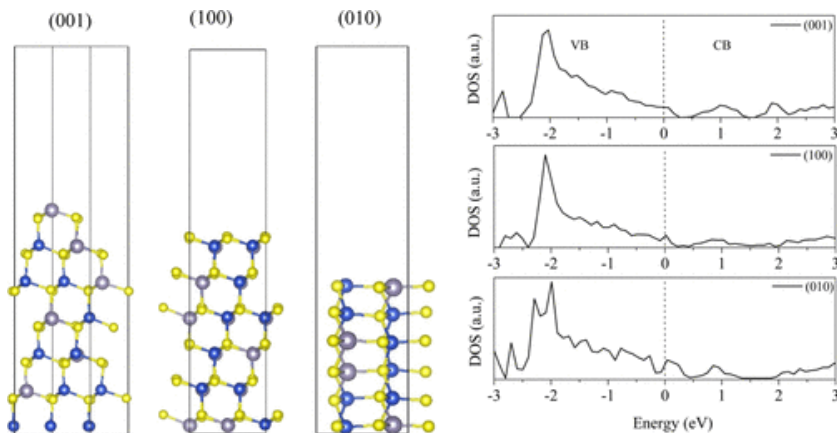 (001)
(100)
(010)
DOS (a.u.)
VB
CB
(001)
-3 -2 -1 0 1 2 3
DOS (a.u.)
(100)
-3 -2 -1 0 1 2 3
DOS (a.u.)
(010)
-3 -2 -1 0 1 2 3
Energy (eV)